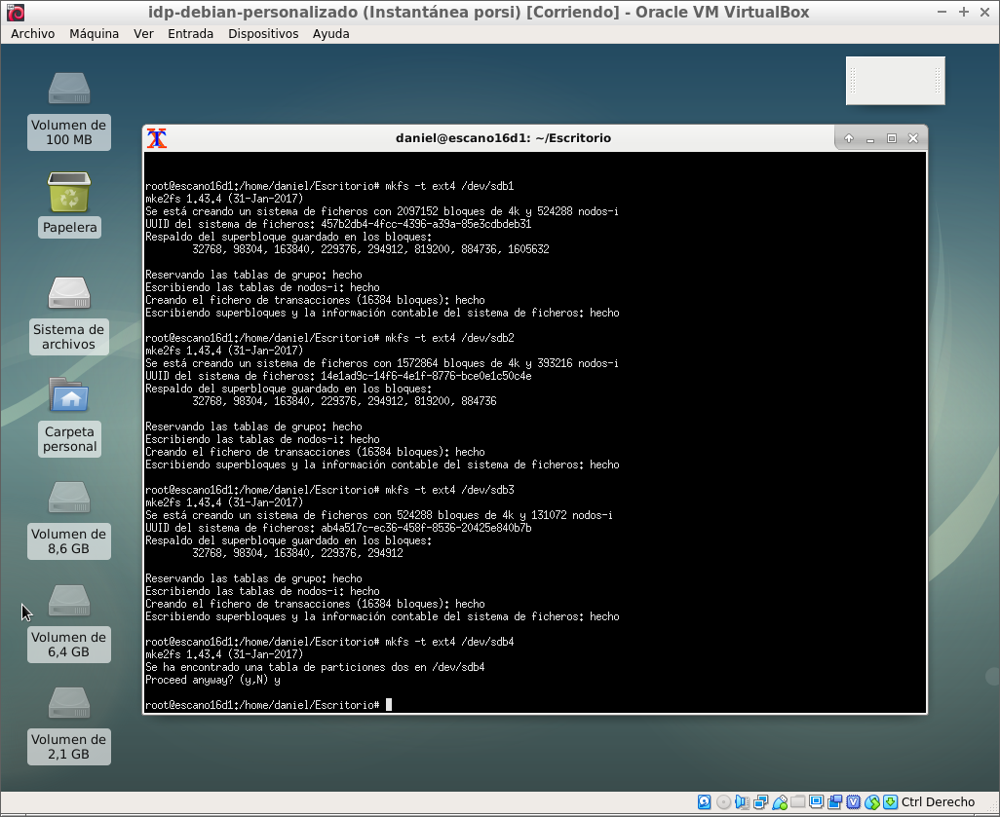 idp-debian-personalizado (Instantánea porsi) [Corriendo] - Oracle VM VirtualBox
Archivo Máquina Ver Entrada Dispositivos Ayuda
Volumen de
100 MB
Papelera
Sistema de
archivos
Carpeta
personal
Volumen de
8,6 GB
Volumen de
6,4 GB
Volumen de
2,1 GB
daniel@escano16d1: ~/Escritorio
root@escano16d1:/home/daniel/Escritorio# mkfs -t ext4 /dev/sdb1
mke2fs 1.43.4 (31-Jan-2017)
Se está creando un sistema de ficheros con 2097152 bloques de 4k y 524288 nodos-i
UUID del sistema de ficheros: 457b2db4-4fcc-4396-a39a-85e3cdbdeb31
Respaldo del superbloque guardado en los bloques:
32768, 98304, 163840, 229376, 294912, 819200, 884736, 1605632
Reservando las tablas de grupo: hecho
Escribiendo las tablas de nodos-i: hecho
Creando el fichero de transacciones (16384 bloques): hecho
Escribiendo superbloques y la información contable del sistema de ficheros: hecho
root@escano16d1:/home/daniel/Escritorio# mkfs -t ext4 /dev/sdb2
mke2fs 1.43.4 (31-Jan-2017)
Se está creando un sistema de ficheros con 1572864 bloques de 4k y 393216 nodos-i
UUID del sistema de ficheros: 14e1ad9c-14f6-4e1f-8776-bce0e1c50c4e
Respaldo del superbloque guardado en los bloques:
32768, 98304, 163840, 229376, 294912, 819200, 884736
Reservando las tablas de grupo: hecho
Escribiendo las tablas de nodos-i: hecho
Creando el fichero de transacciones (16384 bloques): hecho
Escribiendo superbloques y la información contable del sistema de ficheros: hecho
root@escano16d1:/home/daniel/Escritorio# mkfs -t ext4 /dev/sdb3
mke2fs 1.43.4 (31-Jan-2017)
Se está creando un sistema de ficheros con 524288 bloques de 4k y 131072 nodos-i
UUID del sistema de ficheros: ab4a517c-ec36-458f-8536-20425e840b7b
Respaldo del superbloque guardado en los bloques:
32768, 98304, 163840, 229376, 294912
Reservando las tablas de grupo: hecho
Escribiendo las tablas de nodos-i: hecho
Creando el fichero de transacciones (16384 bloques): hecho
Escribiendo superbloques y la información contable del sistema de ficheros: hecho
root@escano16d1:/home/daniel/Escritorio# mkfs -t ext4 /dev/sdb4
mke2fs 1.43.4 (31-Jan-2017)
Se ha encontrado una tabla de particiones dos en /dev/sdb4
Proceed anyway? (y,N) y
root@escano16d1:/home/daniel/Escritorio#
Ctrl Derecho